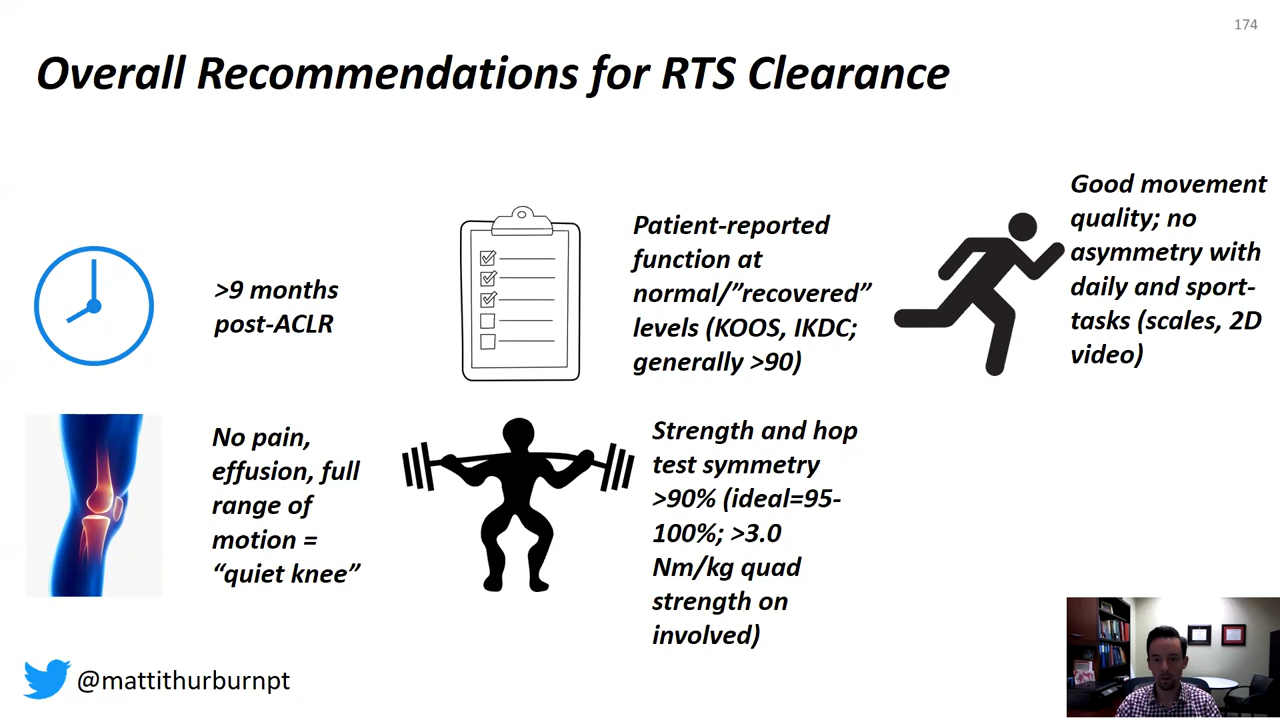 174
Overall Recommendations for RTS Clearance
>9 months
post-ACLR
Patient-reported
function at
normal/”recovered”
levels (KOOS, IKDC;
generally >90)
Good movement
quality; no
asymmetry with
daily and sport-
tasks (scales, 2D
video)
No pain,
effusion, full
range of
motion =
“quiet knee”
Strength and hop
test symmetry
>90% (ideal=95-
100%; >3.0
Nm/kg quad
strength on
involved)
@mattithurburnpt